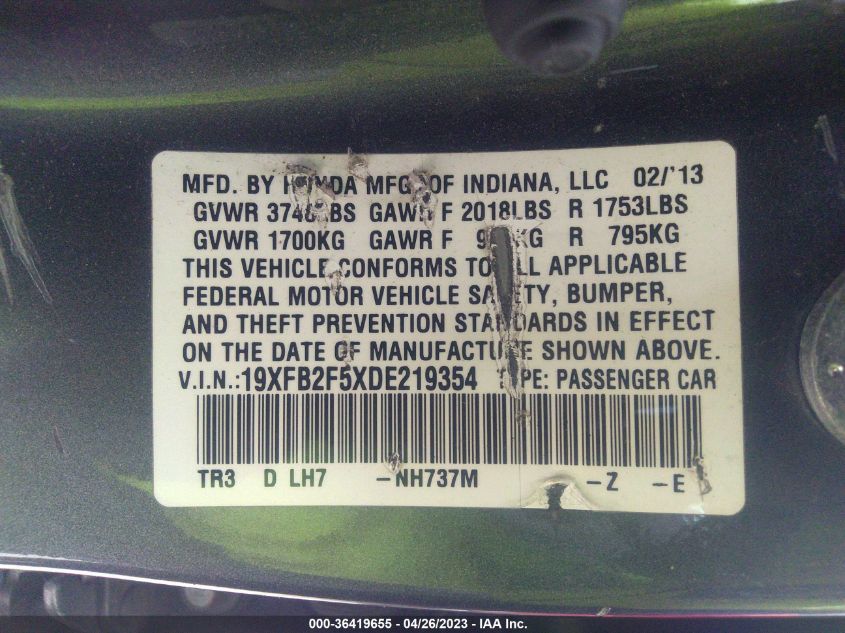 MFD. BY HONDA MFG. OF INDIANA, LLC 02/'13
GVWR 3748LBS GAWR F 2018LBS R 1753LBS
GVWR 1700KG GAWR F KG R 795KG
THIS VEHICLE CONFORMS TO ALL APPLICABLE
FEDERAL MOTOR VEHICLE SAFETY, BUMPER,
AND THEFT PREVENTION STANDARDS IN EFFECT
ON THE DATE OF MANUFACTURE SHOWN ABOVE.
V.I.N.:19XFB2F5XDE219354 TYPE: PASSENGER CAR
TR3 D LH7 -NH737M -Z -E
000-36419655 - 04/26/2023 - IAA Inc.